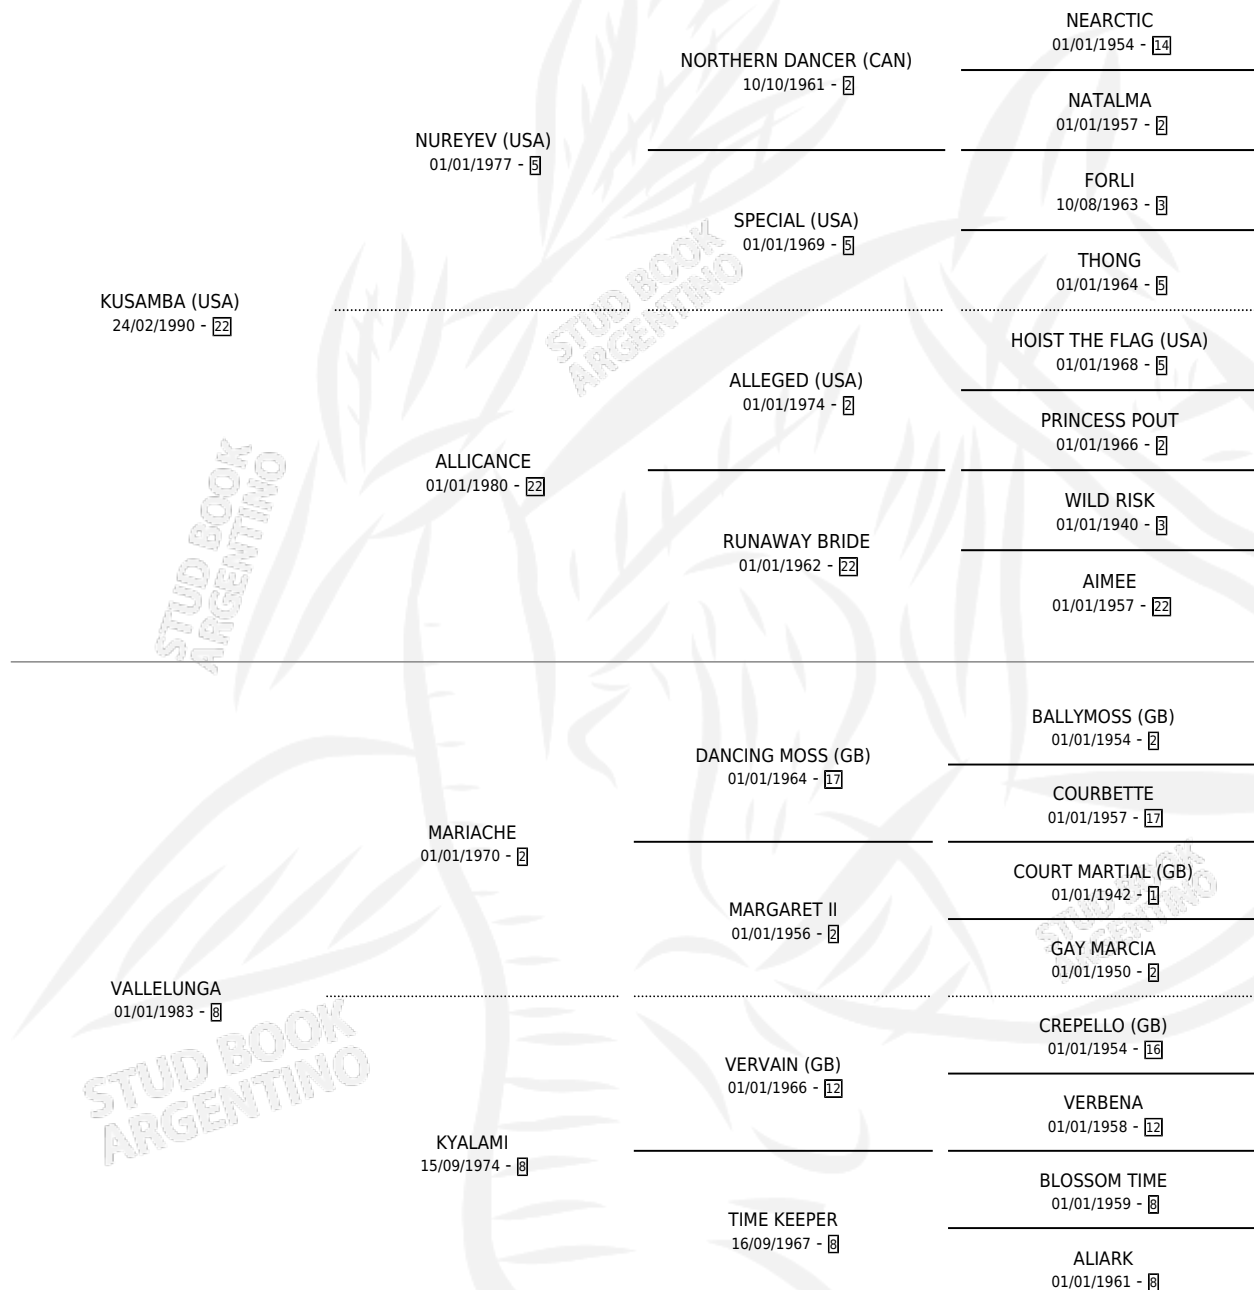 NEARCTIC
01/01/1954 - 14
NORTHERN DANCER (CAN)
10/10/1961 - 2
NATALMA
01/01/1957 - 2
NUREYEV (USA)
01/01/1977 - 5
FORLI
10/08/1963 - 3
SPECIAL (USA)
01/01/1969 - 5
THONG
01/01/1964 - 5
KUSAMBA (USA)
24/02/1990 - 22
HOIST THE FLAG (USA)
01/01/1968 - 5
ALLEGED (USA)
01/01/1974 - 2
PRINCESS POUT
01/01/1966 - 2
ALLICANCE
01/01/1980 - 22
WILD RISK
01/01/1940 - 3
RUNAWAY BRIDE
01/01/1962 - 22
AIMEE
01/01/1957 - 22
BALLYMOSS (GB)
01/01/1954 - 2
DANCING MOSS (GB)
01/01/1964 - 17
COURBETTE
01/01/1957 - 17
MARIACHE
01/01/1970 - 2
COURT MARTIAL (GB)
01/01/1942 - 1
MARGARET II
01/01/1956 - 2
GAY MARCIA
01/01/1950 - 2
VALLELUNGA
01/01/1983 - 8
CREPELLO (GB)
01/01/1954 - 16
VERVAIN (GB)
01/01/1966 - 12
VERBENA
01/01/1958 - 12
KYALAMI
15/09/1974 - 8
BLOSSOM TIME
01/01/1959 - 8
TIME KEEPER
16/09/1967 - 8
ALIARK
01/01/1961 - 8
STUD BOOK
ARGENTINO
STUD BOOK
ARGENTINO
STUD BOOK
ARGENTINO
STUD BOOK
ARGENTINO